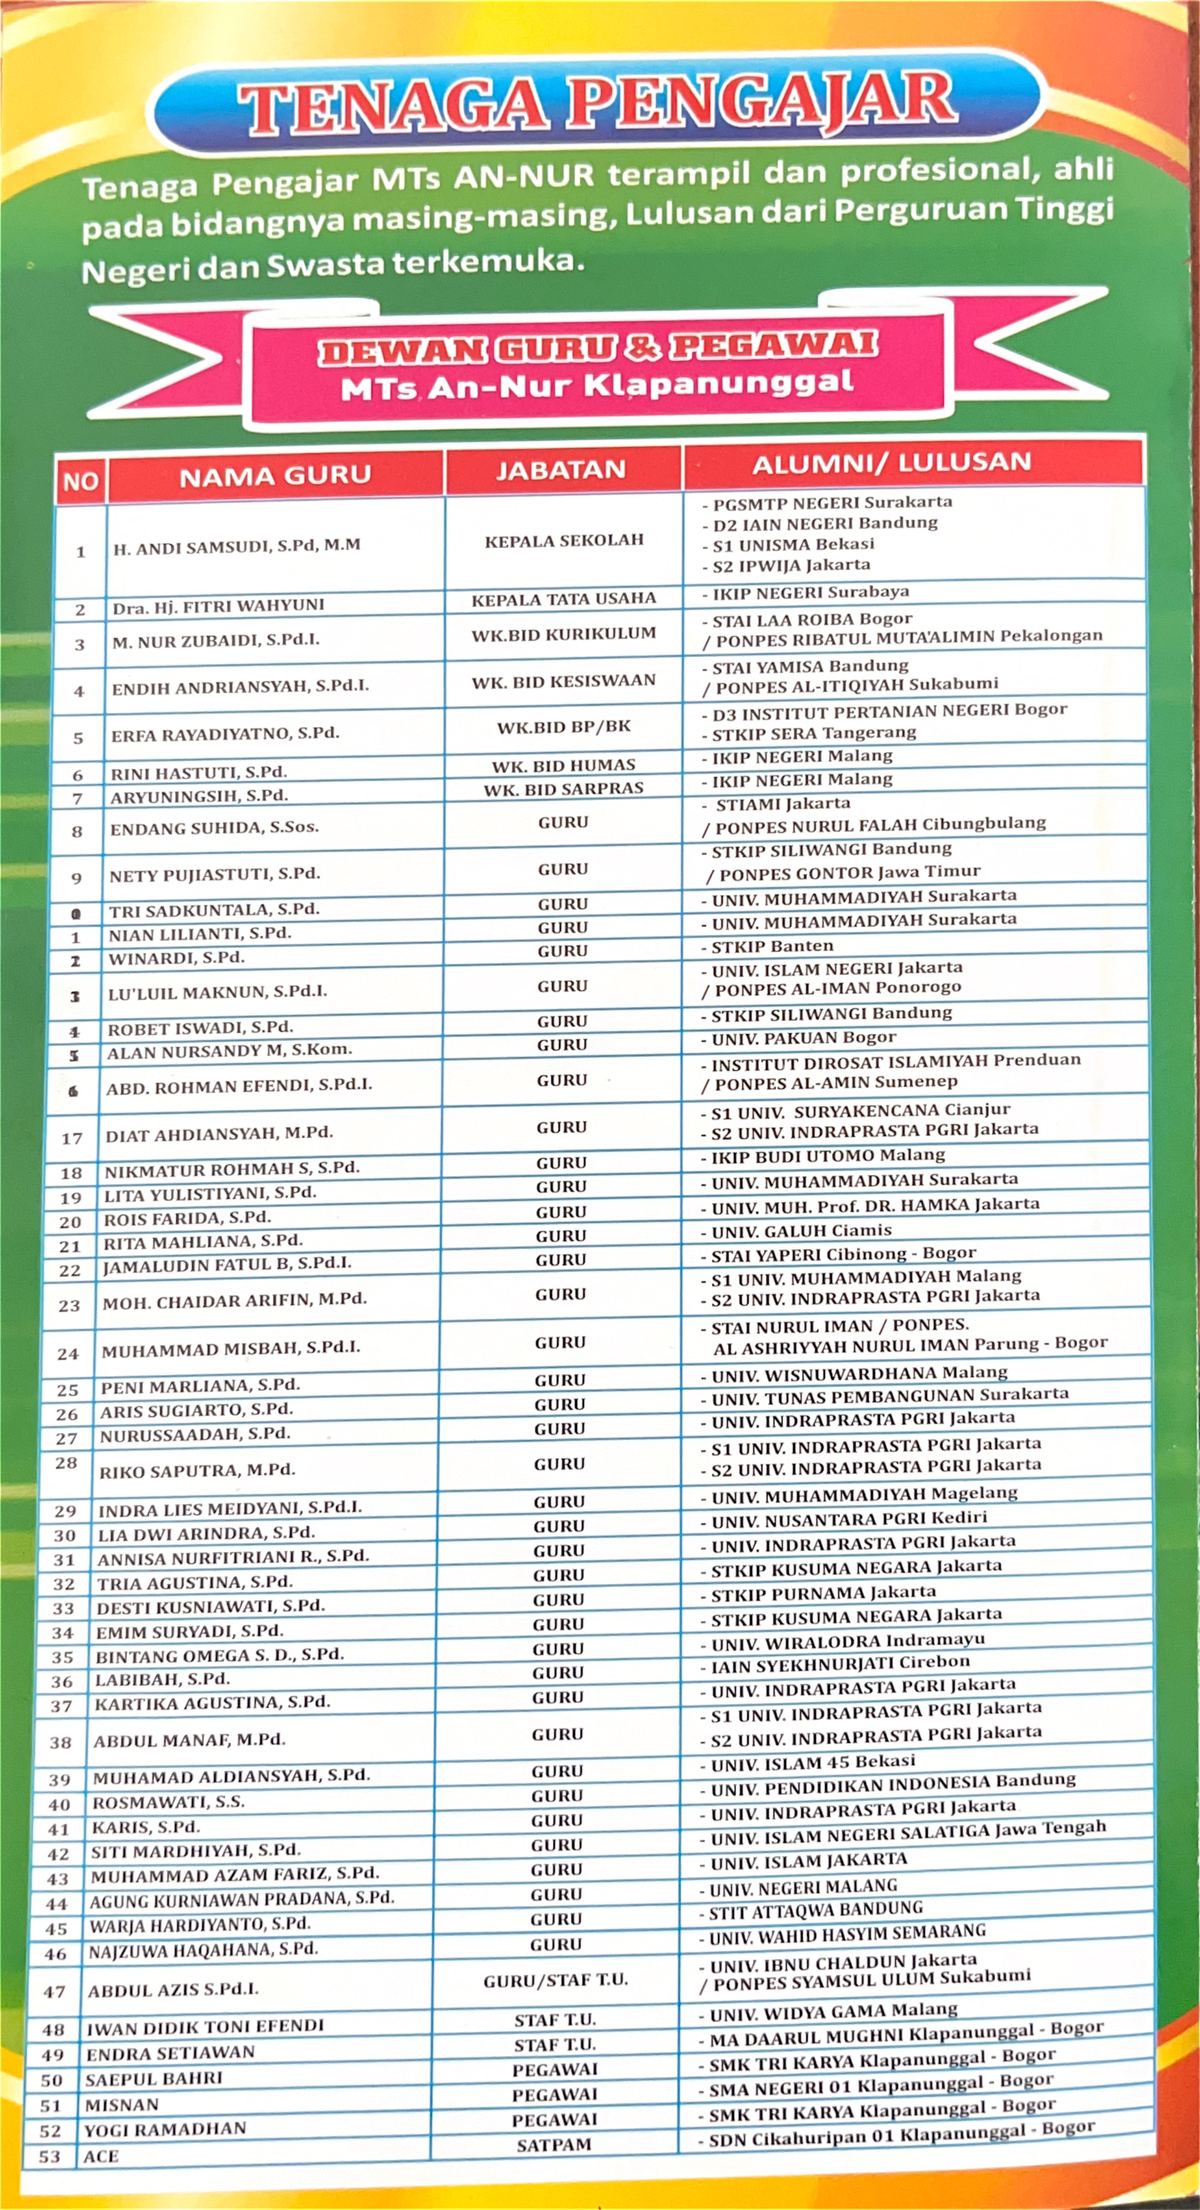 TENAGA PENGAJAR
Tenaga Pengajar MTs AN-NUR terampil dan profesional, ahli
pada bidangnya masing-masing, Lulusan dari Perguruan Tinggi
Negeri dan Swasta terkemuka.
DEWAN GURU & PEGAWAI
MTs An-Nur Klapanunggal
NO NAMA GURU JABATAN ALUMNI/ LULUSAN
1 H. ANDI SAMSUDI, S.Pd, M.M KEPALA SEKOLAH - PGSMTP NEGERI Surakarta
- D2 IAIN NEGERI Bandung
- S1 UNISMA Bekasi
- S2 IPWIJA Jakarta
2 Dra. Hj. FITRI WAHYUNI KEPALA TATA USAHA - IKIP NEGERI Surabaya
3 M. NUR ZUBAIDI, S.Pd.I. WK.BID KURIKULUM - STAI LAA ROIBA Bogor
/ PONPES RIBATUL MUTA'ALIMIN Pekalongan
4 ENDIH ANDRIANSYAH, S.Pd.I. WK. BID KESISWAAN - STAI YAMISA Bandung
/ PONPES AL-ITIQIYAH Sukabumi
5 ERFA RAYADIYATNO, S.Pd. WK.BID BP/BK - D3 INSTITUT PERTANIAN NEGERI Bogor
- STKIP SERA Tangerang
6 RINI HASTUTI, S.Pd. WK. BID HUMAS - IKIP NEGERI Malang
7 ARYUNINGSIH, S.Pd. WK. BID SARPRAS - IKIP NEGERI Malang
8 ENDANG SUHIDA, S.Sos. GURU - STIAMI Jakarta
/ PONPES NURUL FALAH Cibungbulang
9 NETY PUJIASTUTI, S.Pd. GURU - STKIP SILIWANGI Bandung
/ PONPES GONTOR Jawa Timur
0 TRI SADKUNTALA, S.Pd. GURU - UNIV. MUHAMMADIYAH Surakarta
1 NIAN LILIANTI, S.Pd. GURU - UNIV. MUHAMMADIYAH Surakarta
2 WINARDI, S.Pd. GURU - STKIP Banten
3 LU'LUIL MAKNUN, S.Pd.I. GURU - UNIV. ISLAM NEGERI Jakarta
/ PONPES AL-IMAN Ponorogo
4 ROBET ISWADI, S.Pd. GURU - STKIP SILIWANGI Bandung
5 ALAN NURSANDY M, S.Kom. GURU - UNIV. PAKUAN Bogor
6 ABD. ROHMAN EFENDI, S.Pd.I. GURU - INSTITUT DIROSAT ISLAMIYAH Prenduan
/ PONPES AL-AMIN Sumenep
17 DIAT AHDIANSYAH, M.Pd. GURU - S1 UNIV. SURYAKENCANA Cianjur
- S2 UNIV. INDRAPRASTA PGRI Jakarta
18 NIKMATUR ROHMAH S, S.Pd. GURU - IKIP BUDI UTOMO Malang
19 LITA YULISTIYANI, S.Pd. GURU - UNIV. MUHAMMADIYAH Surakarta
20 ROIS FARIDA, S.Pd. GURU - UNIV. MUH. Prof. DR. HAMKA Jakarta
21 RITA MAHLIANA, S.Pd. GURU - UNIV. GALUH Ciamis
22 JAMALUDIN FATUL B, S.Pd.I. GURU - STAI YAPERI Cibinong - Bogor
23 MOH. CHAIDAR ARIFIN, M.Pd. GURU - S1 UNIV. MUHAMMADIYAH Malang
- S2 UNIV. INDRAPRASTA PGRI Jakarta
24 MUHAMMAD MISBAH, S.Pd.I. GURU - STAI NURUL IMAN / PONPES.
AL ASHRIYYAH NURUL IMAN Parung - Bogor
25 PENI MARLIANA, S.Pd. GURU - UNIV. WISNUWARDHANA Malang
26 ARIS SUGIARTO, S.Pd. GURU - UNIV. TUNAS PEMBANGUNAN Surakarta
27 NURUSSAADAH, S.Pd. GURU - UNIV. INDRAPRASTA PGRI Jakarta
28 RIKO SAPUTRA, M.Pd. GURU - S1 UNIV. INDRAPRASTA PGRI Jakarta
- S2 UNIV. INDRAPRASTA PGRI Jakarta
29 INDRA LIES MEIDYANI, S.Pd.I. GURU - UNIV. MUHAMMADIYAH Magelang
30 LIA DWI ARINDRA, S.Pd. GURU - UNIV. NUSANTARA PGRI Kediri
31 ANNISA NURFITRIANI R., S.Pd. GURU - UNIV. INDRAPRASTA PGRI Jakarta
32 TRIA AGUSTINA, S.Pd. GURU - STKIP KUSUMA NEGARA Jakarta
33 DESTI KUSNIAWATI, S.Pd. GURU - STKIP PURNAMA Jakarta
34 EMIM SURYADI, S.Pd. GURU - STKIP KUSUMA NEGARA Jakarta
35 BINTANG OMEGA S. D., S.Pd. GURU - UNIV. WIRALODRA Indramayu
36 LABIBAH, S.Pd. GURU - IAIN SYEKHNURJATI Cirebon
37 KARTIKA AGUSTINA, S.Pd. GURU - UNIV. INDRAPRASTA PGRI Jakarta
38 ABDUL MANAF, M.Pd. GURU - S1 UNIV. INDRAPRASTA PGRI Jakarta
- S2 UNIV. INDRAPRASTA PGRI Jakarta
39 MUHAMAD ALDIANSYAH, S.Pd. GURU - UNIV. ISLAM 45 Bekasi
40 ROSMAWATI, S.S. GURU - UNIV. PENDIDIKAN INDONESIA Bandung
41 KARIS, S.Pd. GURU - UNIV. INDRAPRASTA PGRI Jakarta
42 SITI MARDHIYAH, S.Pd. GURU - UNIV. ISLAM NEGERI SALATIGA Jawa Tengah
43 MUHAMMAD AZAM FARIZ, S.Pd. GURU - UNIV. ISLAM JAKARTA
44 AGUNG KURNIAWAN PRADANA, S.Pd. GURU - UNIV. NEGERI MALANG
45 WARJA HARDIYANTO, S.Pd. GURU - STIT ATTAQWA BANDUNG
46 NAJZUWA HAQAHANA, S.Pd. GURU - UNIV. WAHID HASYIM SEMARANG
47 ABDUL AZIS S.Pd.I. GURU/STAF T.U. - UNIV. IBNU CHALDUN Jakarta
/ PONPES SYAMSUL ULUM Sukabumi
48 IWAN DIDIK TONI EFENDI STAF T.U. - UNIV. WIDYA GAMA Malang
49 ENDRA SETIAWAN STAF T.U. - MA DAARUL MUGHNI Klapanunggal - Bogor
50 SAEPUL BAHRI PEGAWAI - SMK TRI KARYA Klapanunggal - Bogor
51 MISNAN PEGAWAI - SMA NEGERI 01 Klapanunggal - Bogor
52 YOGI RAMADHAN PEGAWAI - SMK TRI KARYA Klapanunggal - Bogor
53 ACE SATPAM - SDN Cikahuripan 01 Klapanunggal - Bogor